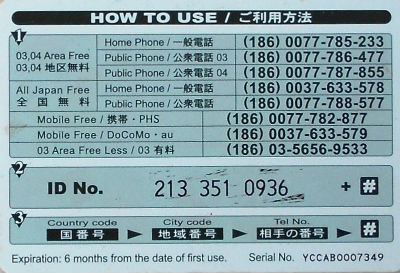 HOW TO USE / ご利用方法
1
03,04 Area Free
03,04 地区無料
Home Phone / 一般電話 (186) 0077-785-233
Public Phone / 公衆電話 03 (186) 0077-786-477
Public Phone / 公衆電話 04 (186) 0077-787-855
All Japan Free
全国無料
Home Phone / 一般電話 (186) 0037-633-578
Public Phone / 公衆電話 (186) 0077-788-577
Mobile Free / 携帯・PHS (186) 0077-782-877
Mobile Free / DoCoMo・au (186) 0037-633-579
03 Area Free Less / 03 有料 (186) 03-5656-9533
2
ID No. 213 351 0936 + #
3
Country code City code Tel No.
国番号 ▶ 地域番号 ▶ 相手の番号 ▶ #
Expiration: 6 months from the date of first use. Serial No. YCCAB0007349